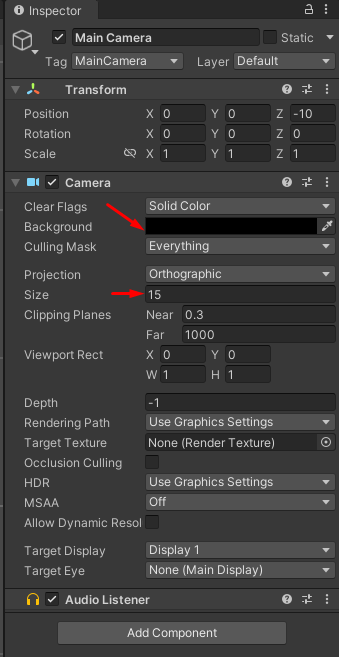 Inspector
Main Camera Static
Tag MainCamera Layer Default
Transform
Position X 0 Y 0 Z -10
Rotation X 0 Y 0 Z 0
Scale X 1 Y 1 Z 1
Camera
Clear Flags Solid Color
Background
Culling Mask Everything
Projection Orthographic
Size 15
Clipping Planes Near 0.3
Far 1000
Viewport Rect X 0 Y 0
W 1 H 1
Depth -1
Rendering Path Use Graphics Settings
Target Texture None (Render Texture)
Occlusion Culling
HDR Use Graphics Settings
MSAA Off
Allow Dynamic Resol
Target Display Display 1
Target Eye None (Main Display)
Audio Listener
Add Component